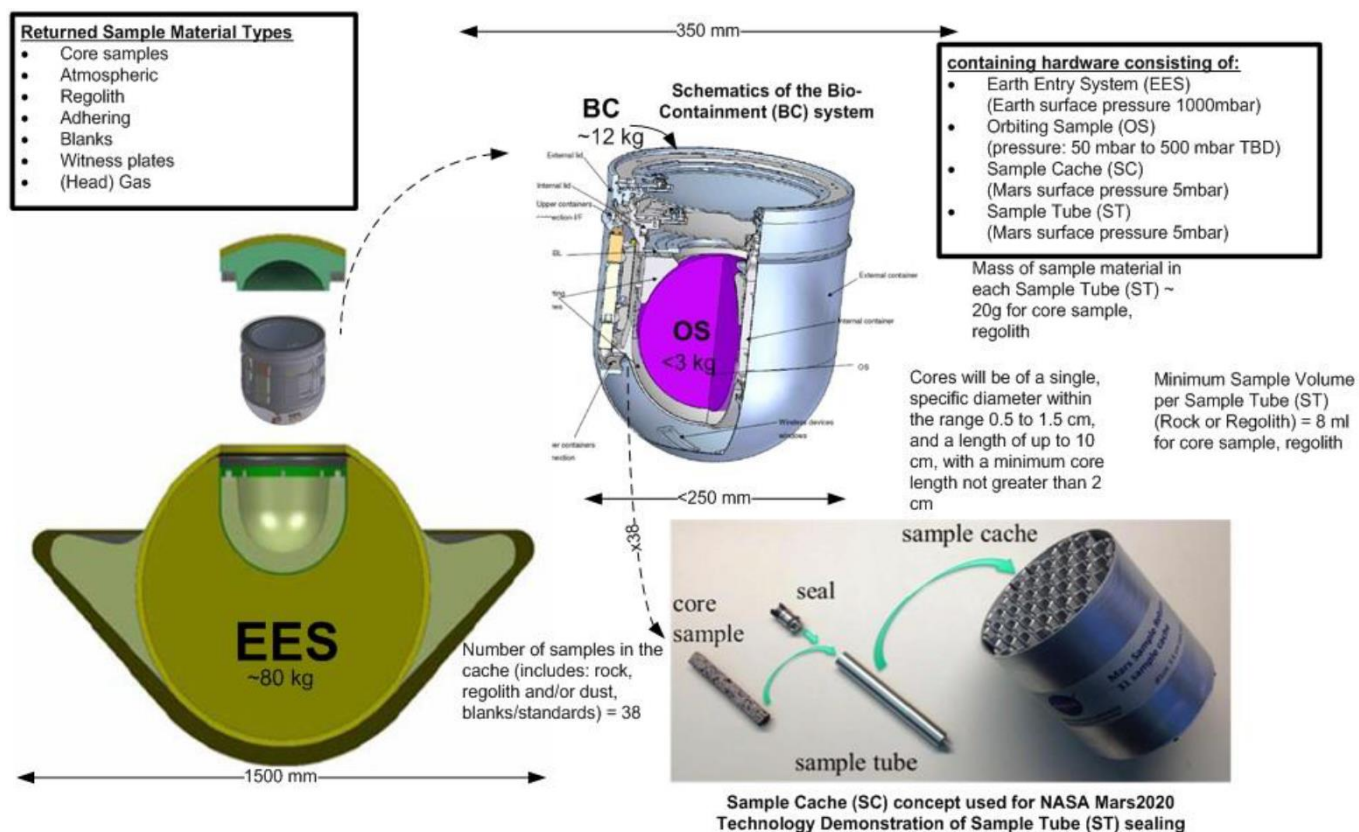 Returned Sample Material Types
• Core samples
• Atmospheric
• Regolith
• Adhering
• Blanks
• Witness plates
• (Head) Gas
350 mm
Schematics of the Bio-
Containment (BC) system
BC
~12 kg
containing hardware consisting of:
• Earth Entry System (EES)
(Earth surface pressure 1000mbar)
• Orbiting Sample (OS)
(pressure: 50 mbar to 500 mbar TBD)
• Sample Cache (SC)
(Mars surface pressure 5mbar)
• Sample Tube (ST)
(Mars surface pressure 5mbar)
External lid
Internal lid
Upper containers
External container
Internal container
OS
<3 kg
OS
Wireless devices
windows
containers
<250 mm
Mass of sample material in
each Sample Tube (ST) ~
20g for core sample,
regolith
Cores will be of a single,
specific diameter within
the range 0.5 to 1.5 cm,
and a length of up to 10
cm, with a minimum core
length not greater than 2
cm
Minimum Sample Volume
per Sample Tube (ST)
(Rock or Regolith) = 8 ml
for core sample, regolith
x38
EES
~80 kg
1500 mm
Number of samples in the
cache (includes: rock,
regolith and/or dust,
blanks/standards) = 38
sample cache
seal
core
sample
sample tube
Mars Sample
31 sample cache
Sample Cache (SC) concept used for NASA Mars2020
Technology Demonstration of Sample Tube (ST) sealing